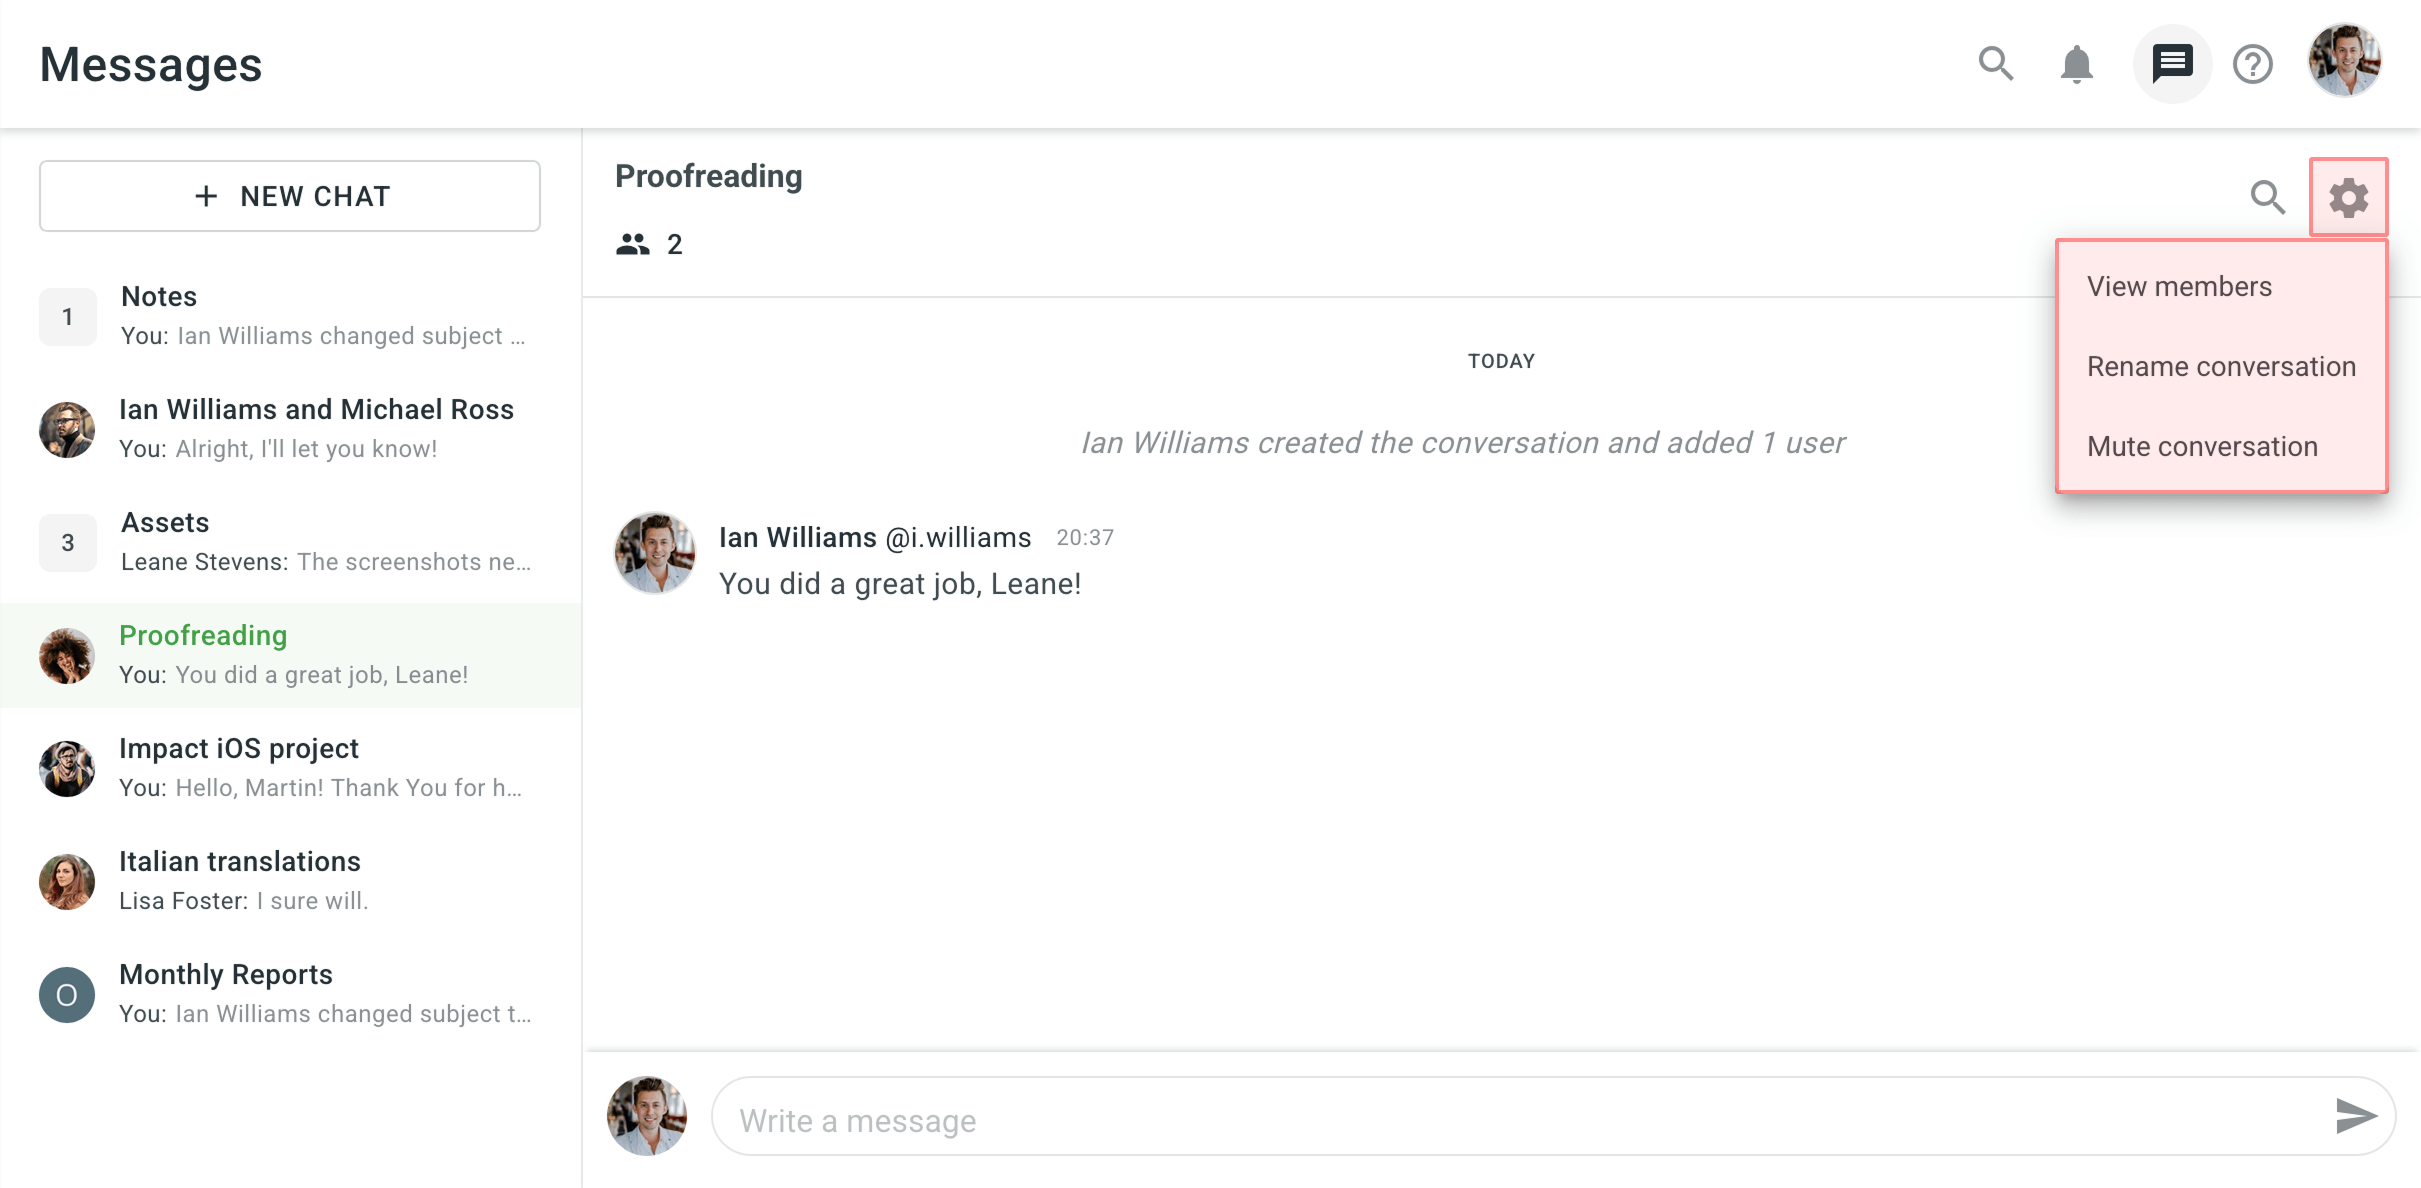 Messages
+ NEW CHAT
1
Notes
You: Ian Williams changed subject ...
Ian Williams and Michael Ross
You: Alright, I'll let you know!
3
Assets
Leane Stevens: The screenshots ne...
Proofreading
You: You did a great job, Leane!
Impact iOS project
You: Hello, Martin! Thank You for h...
Italian translations
Lisa Foster: I sure will.
O
Monthly Reports
You: Ian Williams changed subject t...
Proofreading
2
View members
Rename conversation
Mute conversation
TODAY
Ian Williams created the conversation and added 1 user
Ian Williams @i.williams 20:37
You did a great job, Leane!
Write a message